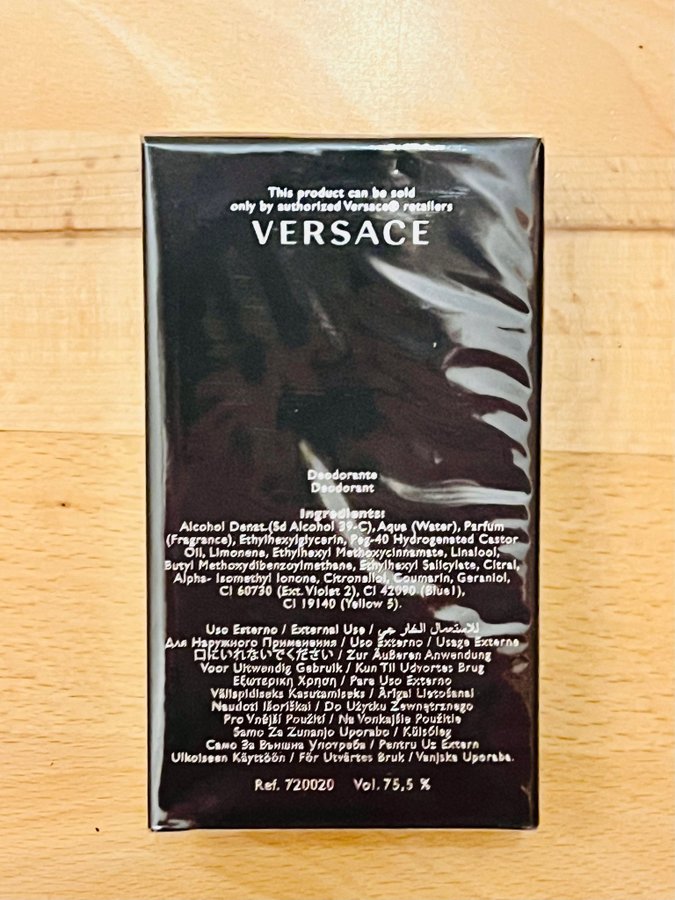 This product can be sold
only by authorized Versace® retailers
VERSACE
Deodorante
Deodorant
Ingredients:
Alcohol Denat.(Sd Alcohol 39-C), Aqua (Water), Parfum
(Fragrance), Ethylhexylglycerin, Peg-40 Hydrogenated Castor
Oil, Limonene, Ethylhexyl Methoxycinnamate, Linalool,
Butyl Methoxydibenzoylmethane, Ethylhexyl Salicylate, Citral,
Alpha- Isomethyl Ionone, Citronellol, Coumarin, Geraniol,
CI 60730 (Ext. Violet 2), CI 42090 (Blue1),
CI 19140 (Yellow 5).
Uso Esterno / External Use / للاستعمال الخارجي
Для Наружного Применения / Uso Externo / Usage Externe
口にいれないでください / Zur Äußeren Anwendung
Voor Uitwendig Gebruik / Kun Til Udvortes Brug
Εξωτερική Χρήση / Para Uso Externo
Välispidiseks Kasutamiseks / Ārīgai Lietošanai
Naudoti Išoriškai / Do Użytku Zewnętrznego
Pro Vnější Použití / Na Vonkajšie Použitie
Samo Za Zunanjo Uporabo / Külsőleg
Само За Външна Употреба / Pentru Uz Extern
Ulkoiseen Käyttöön / För Utvärtes Bruk / Vanjska Uporaba.
Ref. 720020 Vol. 75,5 %